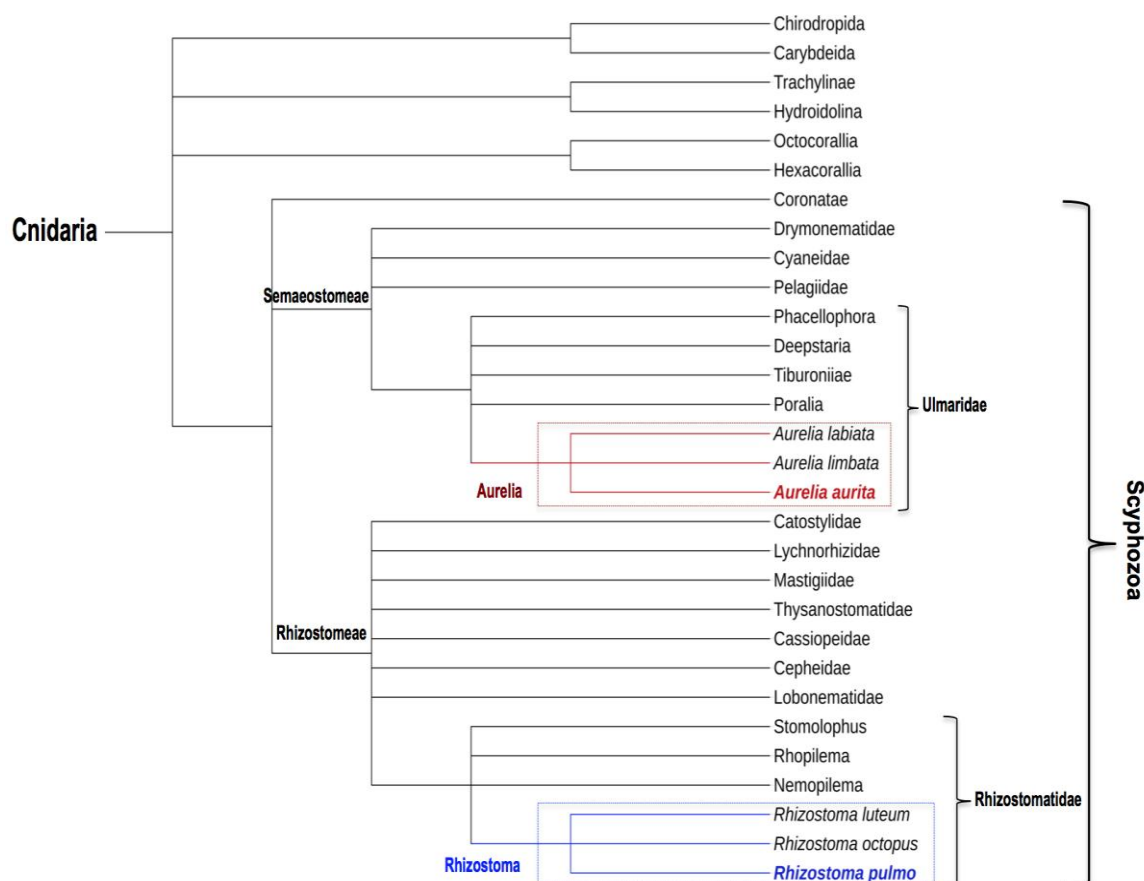 Chirodropida
Carybdeida
Trachylinae
Hydroidolina
Octocorallia
Hexacorallia
Coronatae
Cnidaria
Drymonematidae
Cyaneidae
Semaeostomeae
Pelagiidae
Phacellophora
Deepstaria
Tiburoniiae
Poralia
Ulmaridae
Aurelia labiata
Aurelia limbata
Aurelia
Aurelia aurita
Catostylidae
Scyphozoa
Lychnorhizidae
Mastigiidae
Thysanostomatidae
Rhizostomeae
Cassiopeidae
Cepheidae
Lobonematidae
Stomolophus
Rhopilema
Nemopilema
Rhizostomatidae
Rhizostoma luteum
Rhizostoma octopus
Rhizostoma
Rhizostoma pulmo